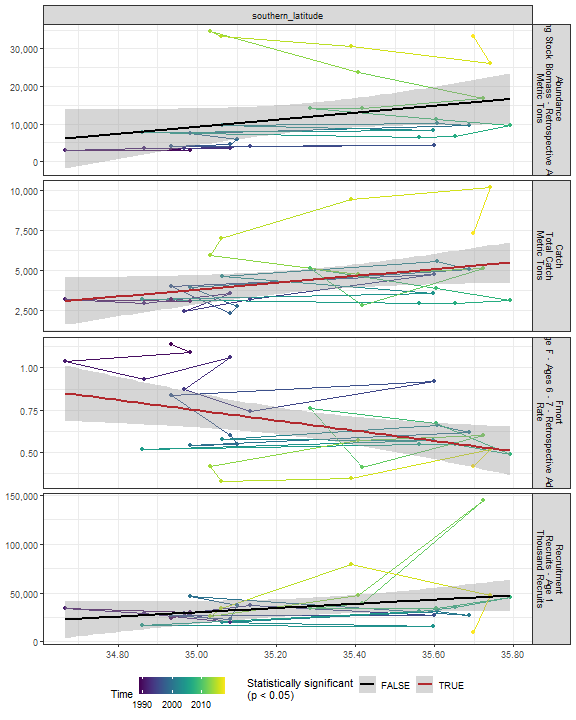 southern_latitude
30,000
20,000
10,000
0
Abundance
Stock Biomass - Retrospective
Metric Tons
10,000
7,500
5,000
2,500
Catch
Total Catch
Metric Tons
1.00
0.75
0.50
Fmort
F - Ages 6 - 7 - Retrospective
Rate
150,000
100,000
50,000
0
Recruitment
Recruits - Age 1
Thousand Recruits
34.80
35.00
35.20
35.40
35.60
35.80
Time
1990
2000
2010
Statistically significant
(p < 0.05)
FALSE
TRUE